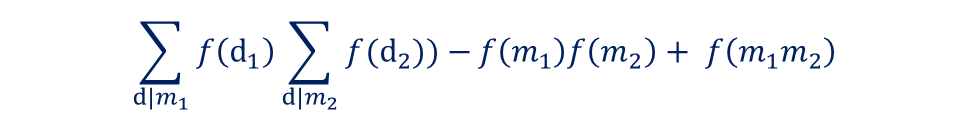 ∑_{d|m₁} f(d₁) ∑_{d|m₂} f(d₂)) − f(m₁)f(m₂) + f(m₁m₂)